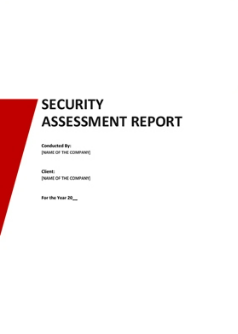 SECURITY
ASSESSMENT REPORT
Conducted By:
[NAME OF THE COMPANY]
Client:
[NAME OF THE COMPANY]
For the Year 20__